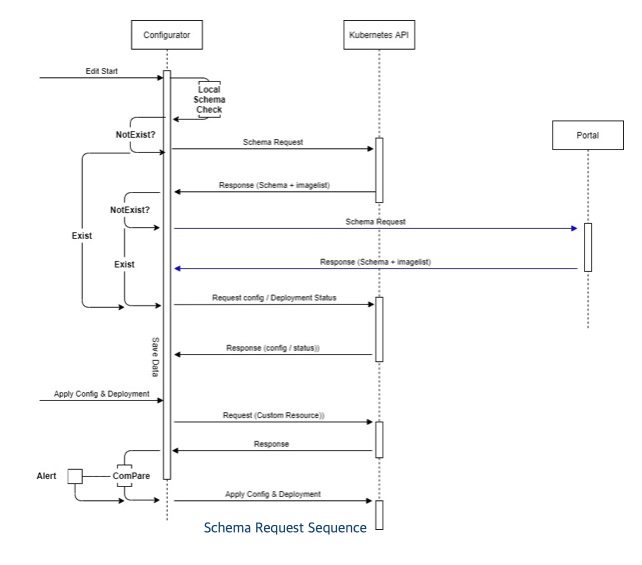 Configurator
Kubernetes API
Portal
Edit Start
Local
Schema
Check
NotExist?
Schema Request
Response (Schema + imagelist)
NotExist?
Schema Request
Exist
Exist
Response (Schema + imagelist)
Request config / Deployment Status
Save Data
Response (config / status))
Apply Config & Deployment
Request (Custom Resource))
Response
Alert
ComPare
Apply Config & Deployment
Schema Request Sequence